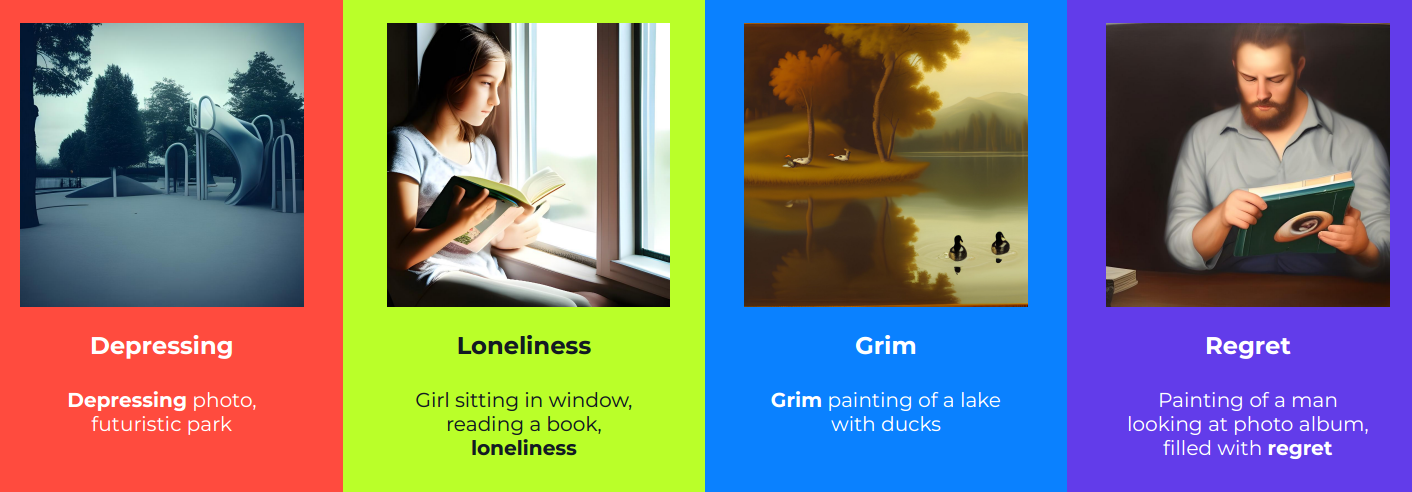 Depressing
Depressing photo,
futuristic park
Loneliness
Girl sitting in window,
reading a book,
loneliness
Grim
Grim painting of a lake
with ducks
Regret
Painting of a man
looking at photo album,
filled with regret